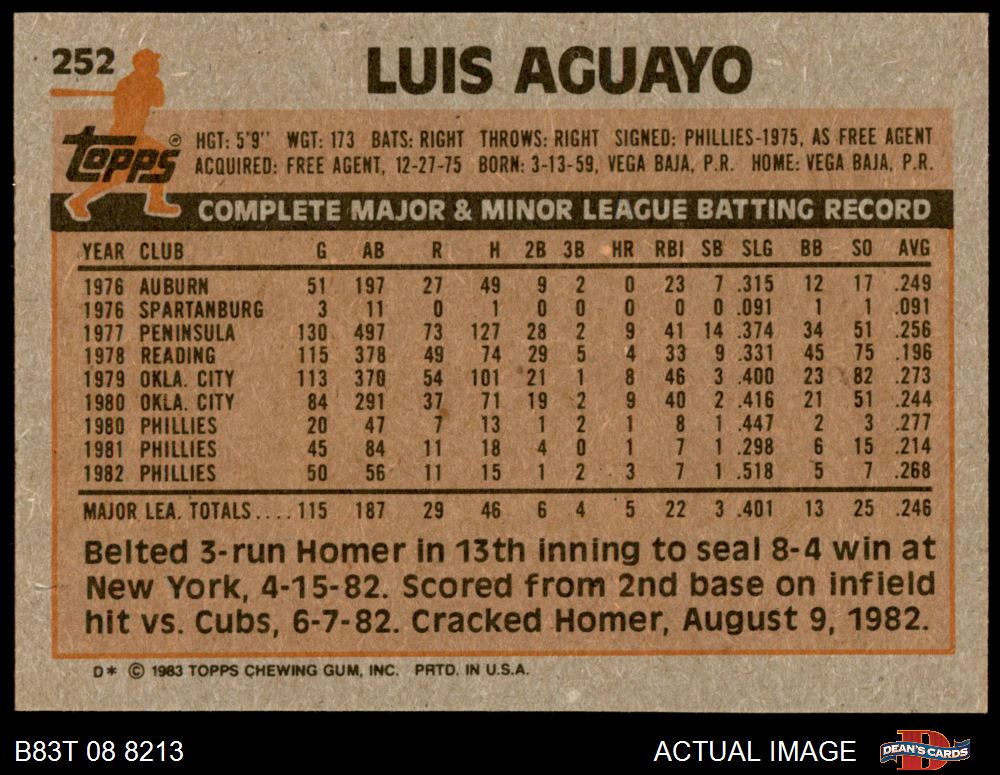 252
LUIS AGUAYO
Topps®
HGT: 5'9" WGT: 173 BATS: RIGHT THROWS: RIGHT SIGNED: PHILLIES-1975, AS FREE AGENT
ACQUIRED: FREE AGENT, 12-27-75 BORN: 3-13-59, VEGA BAJA, P.R. HOME: VEGA BAJA, P.R.
COMPLETE MAJOR & MINOR LEAGUE BATTING RECORD
YEAR CLUB G AB R H 2B 3B HR RBI SB SLG BB SO AVG
1976 AUBURN 51 197 27 49 9 2 0 23 7 .315 12 17 .249
1976 SPARTANBURG 3 11 0 1 0 0 0 0 0 .091 1 1 .091
1977 PENINSULA 130 497 73 127 28 2 9 41 14 .374 34 51 .256
1978 READING 115 378 49 74 29 5 4 33 9 .331 45 75 .196
1979 OKLA. CITY 113 370 54 101 21 1 8 46 3 .400 23 82 .273
1980 OKLA. CITY 84 291 37 71 19 2 9 40 2 .416 21 51 .244
1980 PHILLIES 20 47 7 13 1 2 1 8 1 .447 2 3 .277
1981 PHILLIES 45 84 11 18 4 0 1 7 1 .298 6 15 .214
1982 PHILLIES 50 56 11 15 1 2 3 7 1 .518 5 7 .268
MAJOR LEA. TOTALS.... 115 187 29 46 6 4 5 22 3 .401 13 25 .246
Belted 3-run Homer in 13th inning to seal 8-4 win at
New York, 4-15-82. Scored from 2nd base on infield
hit vs. Cubs, 6-7-82. Cracked Homer, August 9, 1982.
D* © 1983 TOPPS CHEWING GUM, INC. PRTD. IN U.S.A.
B83T 08 8213
ACTUAL IMAGE
D
DEAN'S CARDS